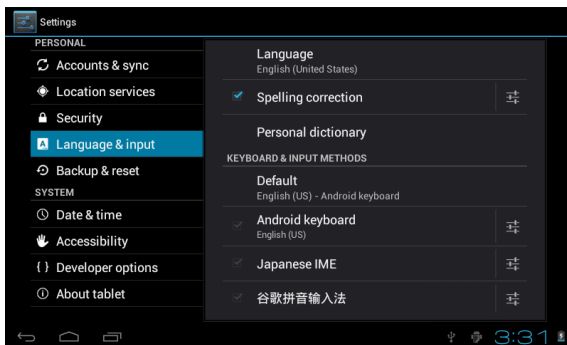 Settings
PERSONAL
Accounts & sync
Location services
Security
Language & input
Backup & reset
SYSTEM
Date & time
Accessibility
{ } Developer options
About tablet
Language
English (United States)
Spelling correction
Personal dictionary
KEYBOARD & INPUT METHODS
Default
English (US) - Android keyboard
Android keyboard
English (US)
Japanese IME
谷歌拼音输入法
3:31